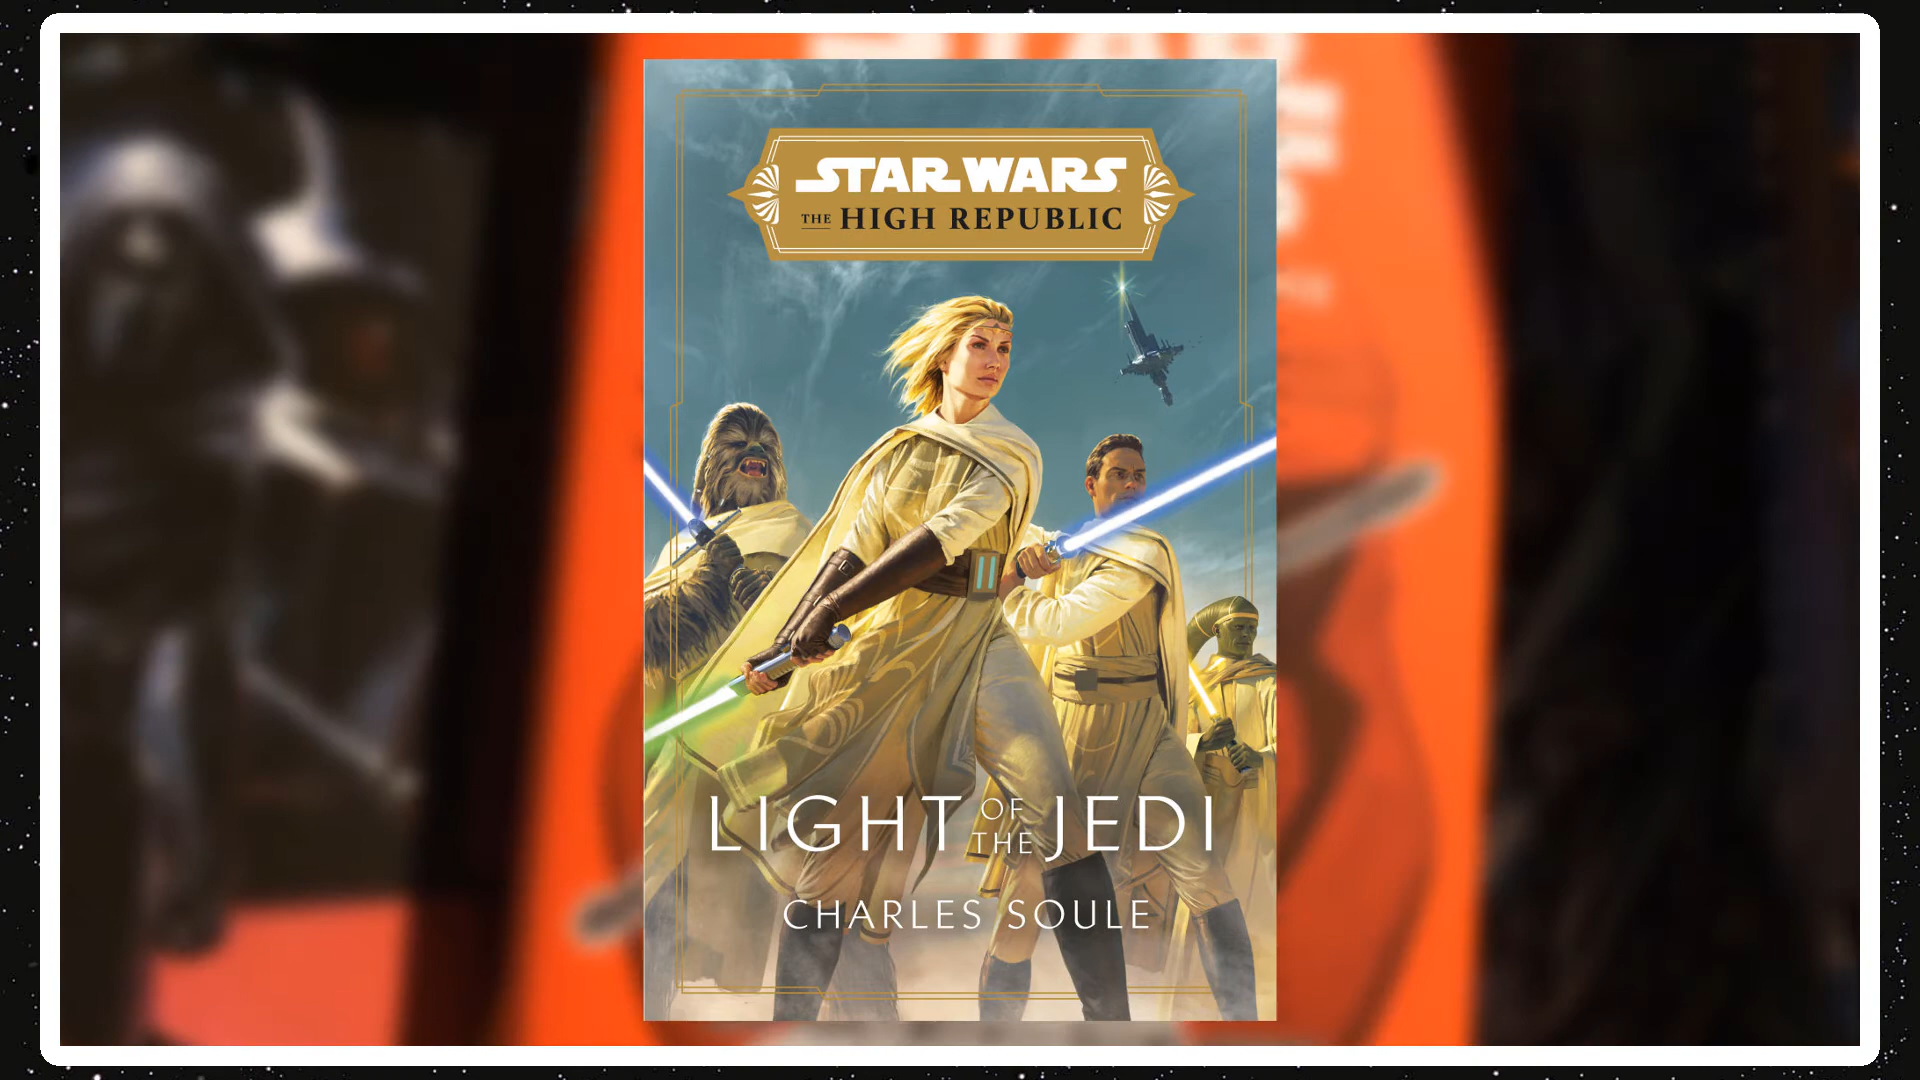 STAR WARS
THE HIGH REPUBLIC
LIGHT OF THE JEDI
CHARLES SOULE